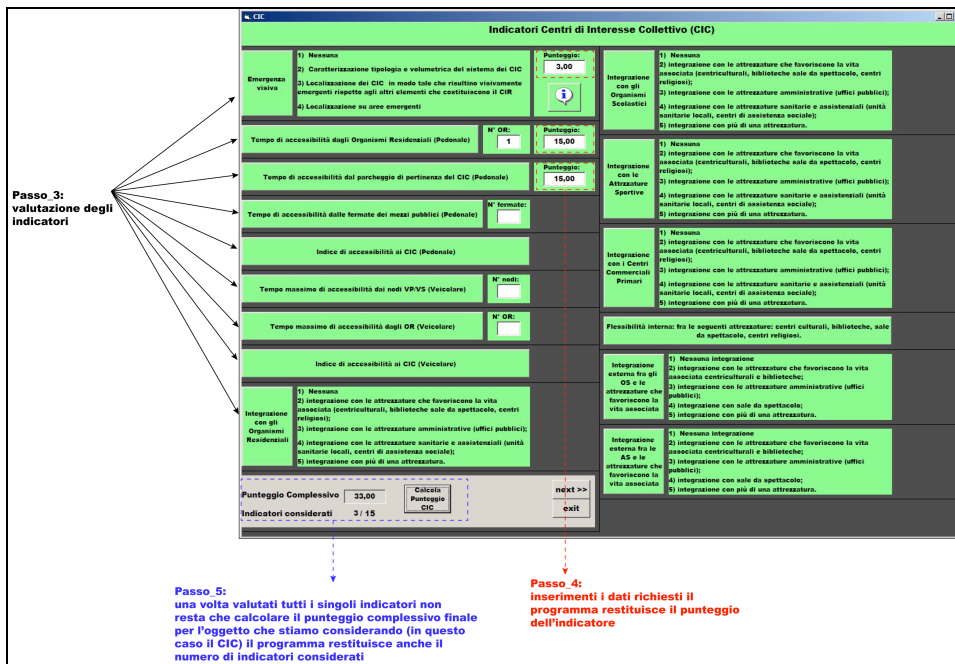 CIC
Indicatori Centri di Interesse Collettivo (CIC)
Emergenza
visiva
1) Nessuna
2) Caratterizzazione tipologia e volumetrica del sistema dei CIC
3) Localizzazione dei CIC in modo tale che risultino visivamente
emergenti rispetto agli altri elementi che costituiscono il CIR
4) Localizzazione su aree emergenti
Punteggio:
3,00
Tempo di accessibilità dagli Organismi Residenziali (Pedonale)
N° OR:
1
Punteggio:
15,00
Tempo di accessibilità dal parcheggio di pertinenza del CIC (Pedonale)
Punteggio:
15,00
Tempo di accessibilità dalle fermate dei mezzi pubblici (Pedonale)
N° fermate:
Indice di accessibilità ai CIC (Pedonale)
Tempo massimo di accessibilità dai nodi VP/VS (Veicolare)
N° nodi:
Tempo massimo di accessibilità dagli OR (Veicolare)
N° OR:
Indice di accessibilità ai CIC (Veicolare)
Integrazione
con gli
Organismi
Residenziali
1) Nessuna
2) integrazione con le attrezzature che favoriscono la vita
associata (centriculturali, biblioteche sale da spettacolo, centri
religiosi);
3) integrazione con le attrezzature amministrative (uffici pubblici);
4) integrazione con le attrezzature sanitarie e assistenziali (unità
sanitarie locali, centri di assistenza sociale);
5) integrazione con più di una attrezzatura.
Punteggio Complessivo
33,00
Calcola
Punteggio
CIC
Indicatori considerati
3 / 15
next >>
exit
Integrazione
con gli
Organismi
Scolastici
1) Nessuna
2) integrazione con le attrezzature che favoriscono la vita
associata (centriculturali, biblioteche sale da spettacolo, centri
religiosi);
3) integrazione con le attrezzature amministrative (uffici pubblici);
4) integrazione con le attrezzature sanitarie e assistenziali (unità
sanitarie locali, centri di assistenza sociale);
5) integrazione con più di una attrezzatura.
Integrazione
con le
Attrzzature
Sportive
1) Nessuna
2) integrazione con le attrezzature che favoriscono la vita
associata (centriculturali, biblioteche sale da spettacolo, centri
religiosi);
3) integrazione con le attrezzature amministrative (uffici pubblici);
4) integrazione con le attrezzature sanitarie e assistenziali (unità
sanitarie locali, centri di assistenza sociale);
5) integrazione con più di una attrezzatura.
Integrazione
con i Centri
Commerciali
Primari
1) Nessuna
2) integrazione con le attrezzature che favoriscono la vita
associata (centriculturali, biblioteche sale da spettacolo, centri
religiosi);
3) integrazione con le attrezzature amministrative (uffici pubblici);
4) integrazione con le attrezzature sanitarie e assistenziali (unità
sanitarie locali, centri di assistenza sociale);
5) integrazione con più di una attrezzatura.
Flessibilità interna: fra le seguenti attrezzature: centri culturali, biblioteche, sale
da spettacolo, centri religiosi.
Integrazione
esterna fra gli
OS e le
attrezzature che
favoriscono la
vita associata
1) Nessuna integrazione
2) integrazione con le attrezzature che favoriscono la vita
associata centriculturali e biblioteche;
3) integrazione con le attrezzature amministrative (uffici
pubblici);
4) integrazione con sale da spettacolo;
5) integrazione con più di una attrezzatura.
Integrazione
esterna fra le
AS e le
attrezzature che
favoriscono la
vita associata
1) Nessuna integrazione
2) integrazione con le attrezzature che favoriscono la vita
associata centriculturali e biblioteche;
3) integrazione con le attrezzature amministrative (uffici
pubblici);
4) integrazione con sale da spettacolo;
5) integrazione con più di una attrezzatura.
Passo_3:
valutazione degli
indicatori
Passo_5:
una volta valutati tutti i singoli indicatori non
resta che calcolare il punteggio complessivo finale
per l'oggetto che stiamo considerando (in questo
caso il CIC) il programma restituisce anche il
numero di indicatori considerati
Passo_4:
inserimenti i dati richiesti il
programma restituisce il punteggio
dell'indicatore